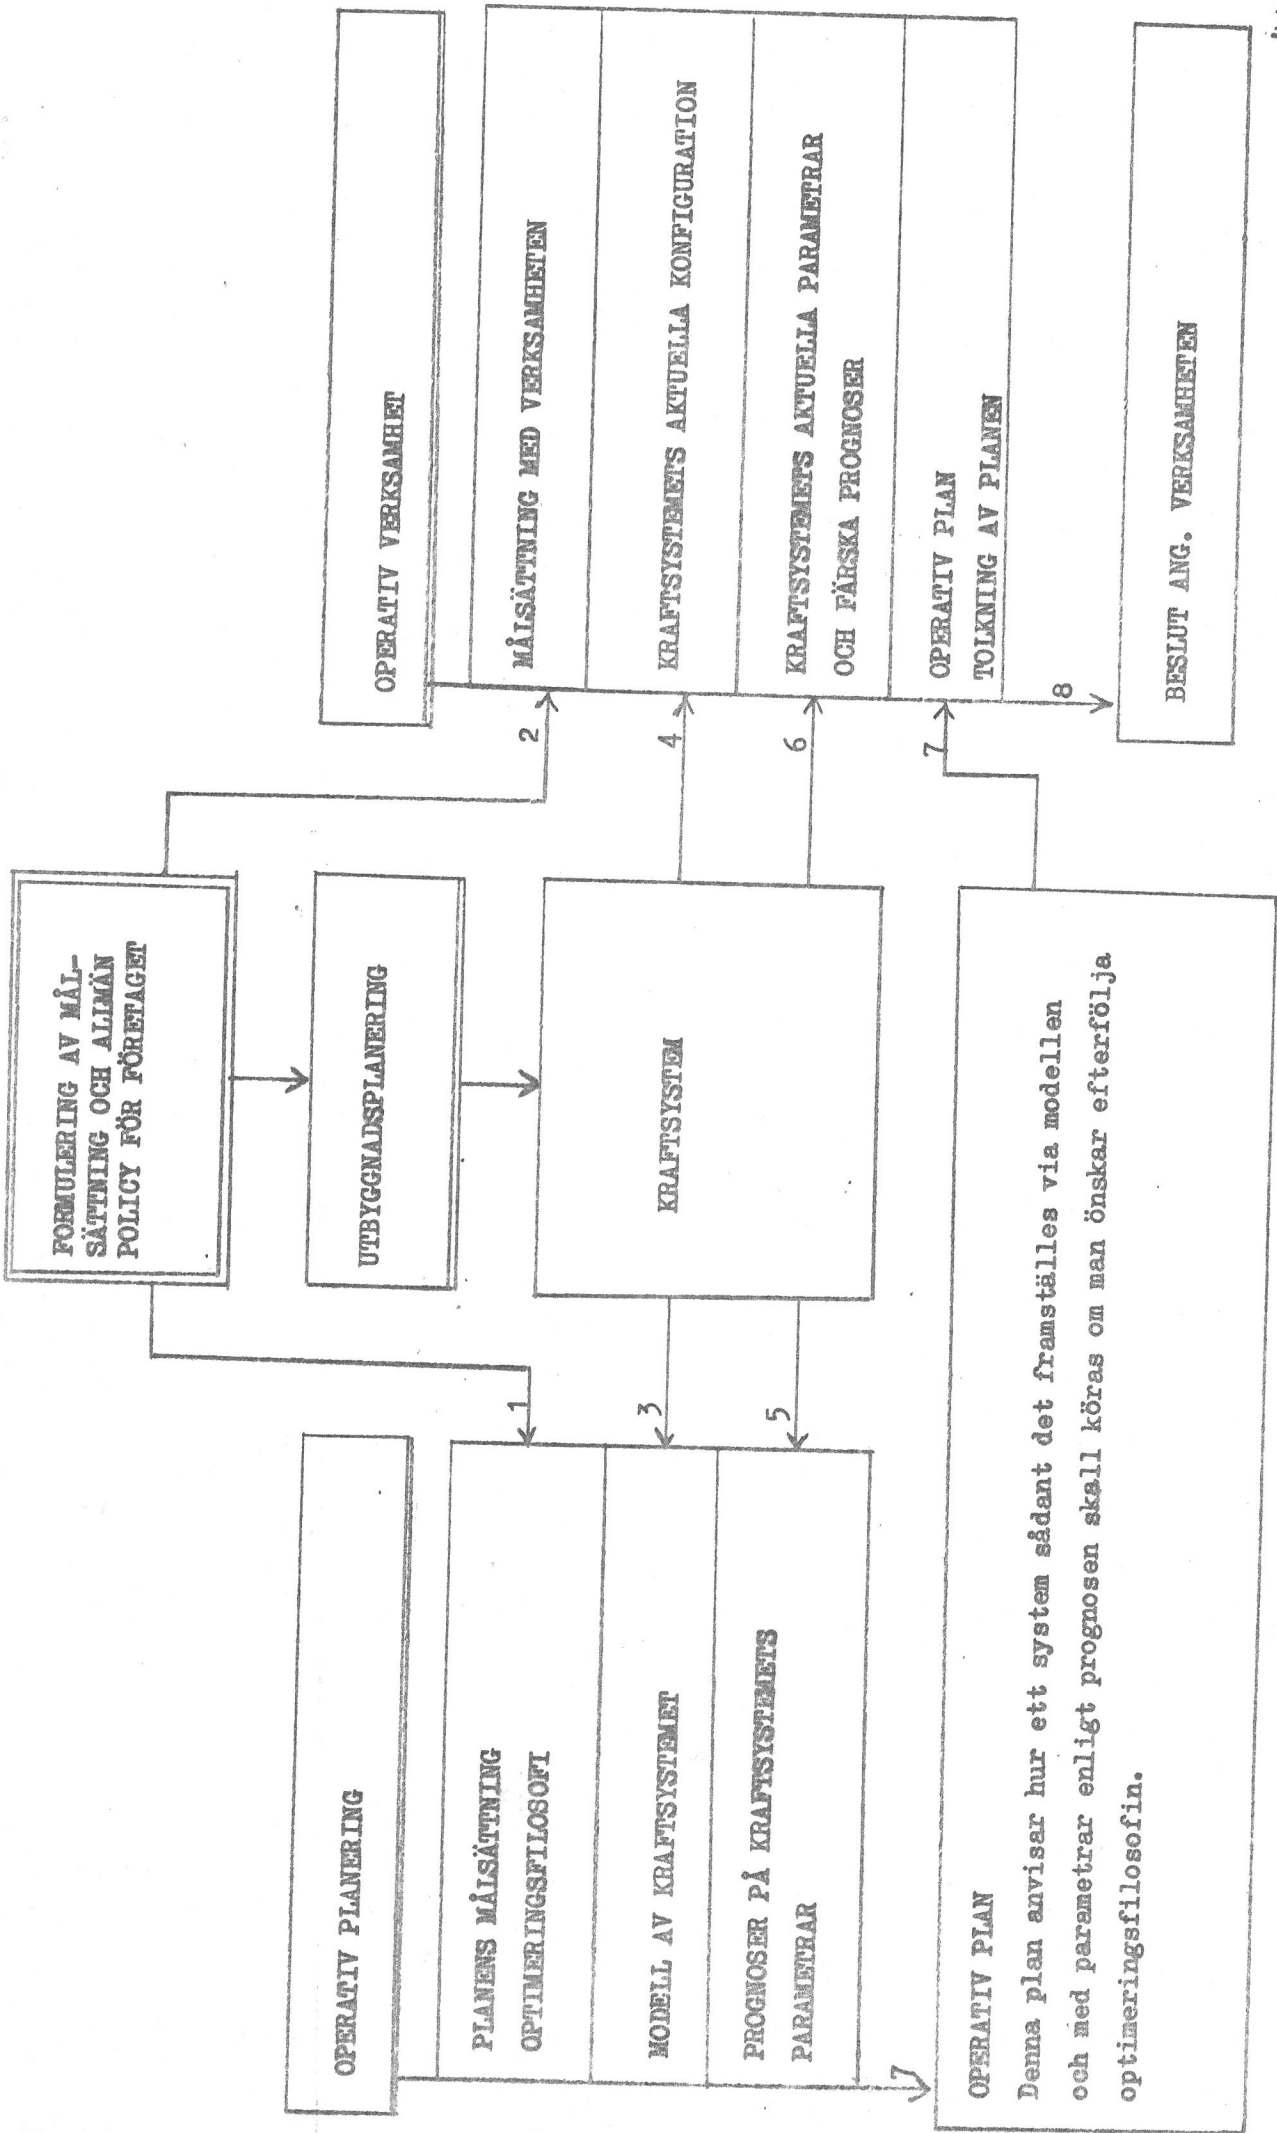 FORMULERING AV MÅL-
SÄTTNING OCH ALLMÄN
POLICY FÖR FÖRETAGET
UTBYGGNADSPLANERING
KRAFTSYSTEM
OPERATIV PLANERING
PLANENS MÅLSÄTTNING
OPTIMERINGSFILOSOFI
MODELL AV KRAFTSYSTEMET
PROGNOSER PÅ KRAFTSYSTEMETS
PARAMETRAR
1
3
5
7
OPERATIV VERKSAMHET
MÅLSÄTTNING MED VERKSAMHETEN
KRAFTSYSTEMETS AKTUELLA KONFIGURATION
KRAFTSYSTEMETS AKTUELLA PARAMETRAR
OCH FÄRSKA PROGNOSER
OPERATIV PLAN
TOLKNING AV PLANEN
2
4
6
7
8
BESLUT ANG. VERKSAMHETEN
OPERATIV PLAN
Denna plan anvisar hur ett system sådant det framställes via modellen
och med parametrar enligt prognosen skall köras om man önskar efterfölja
optimeringsfilosofin.